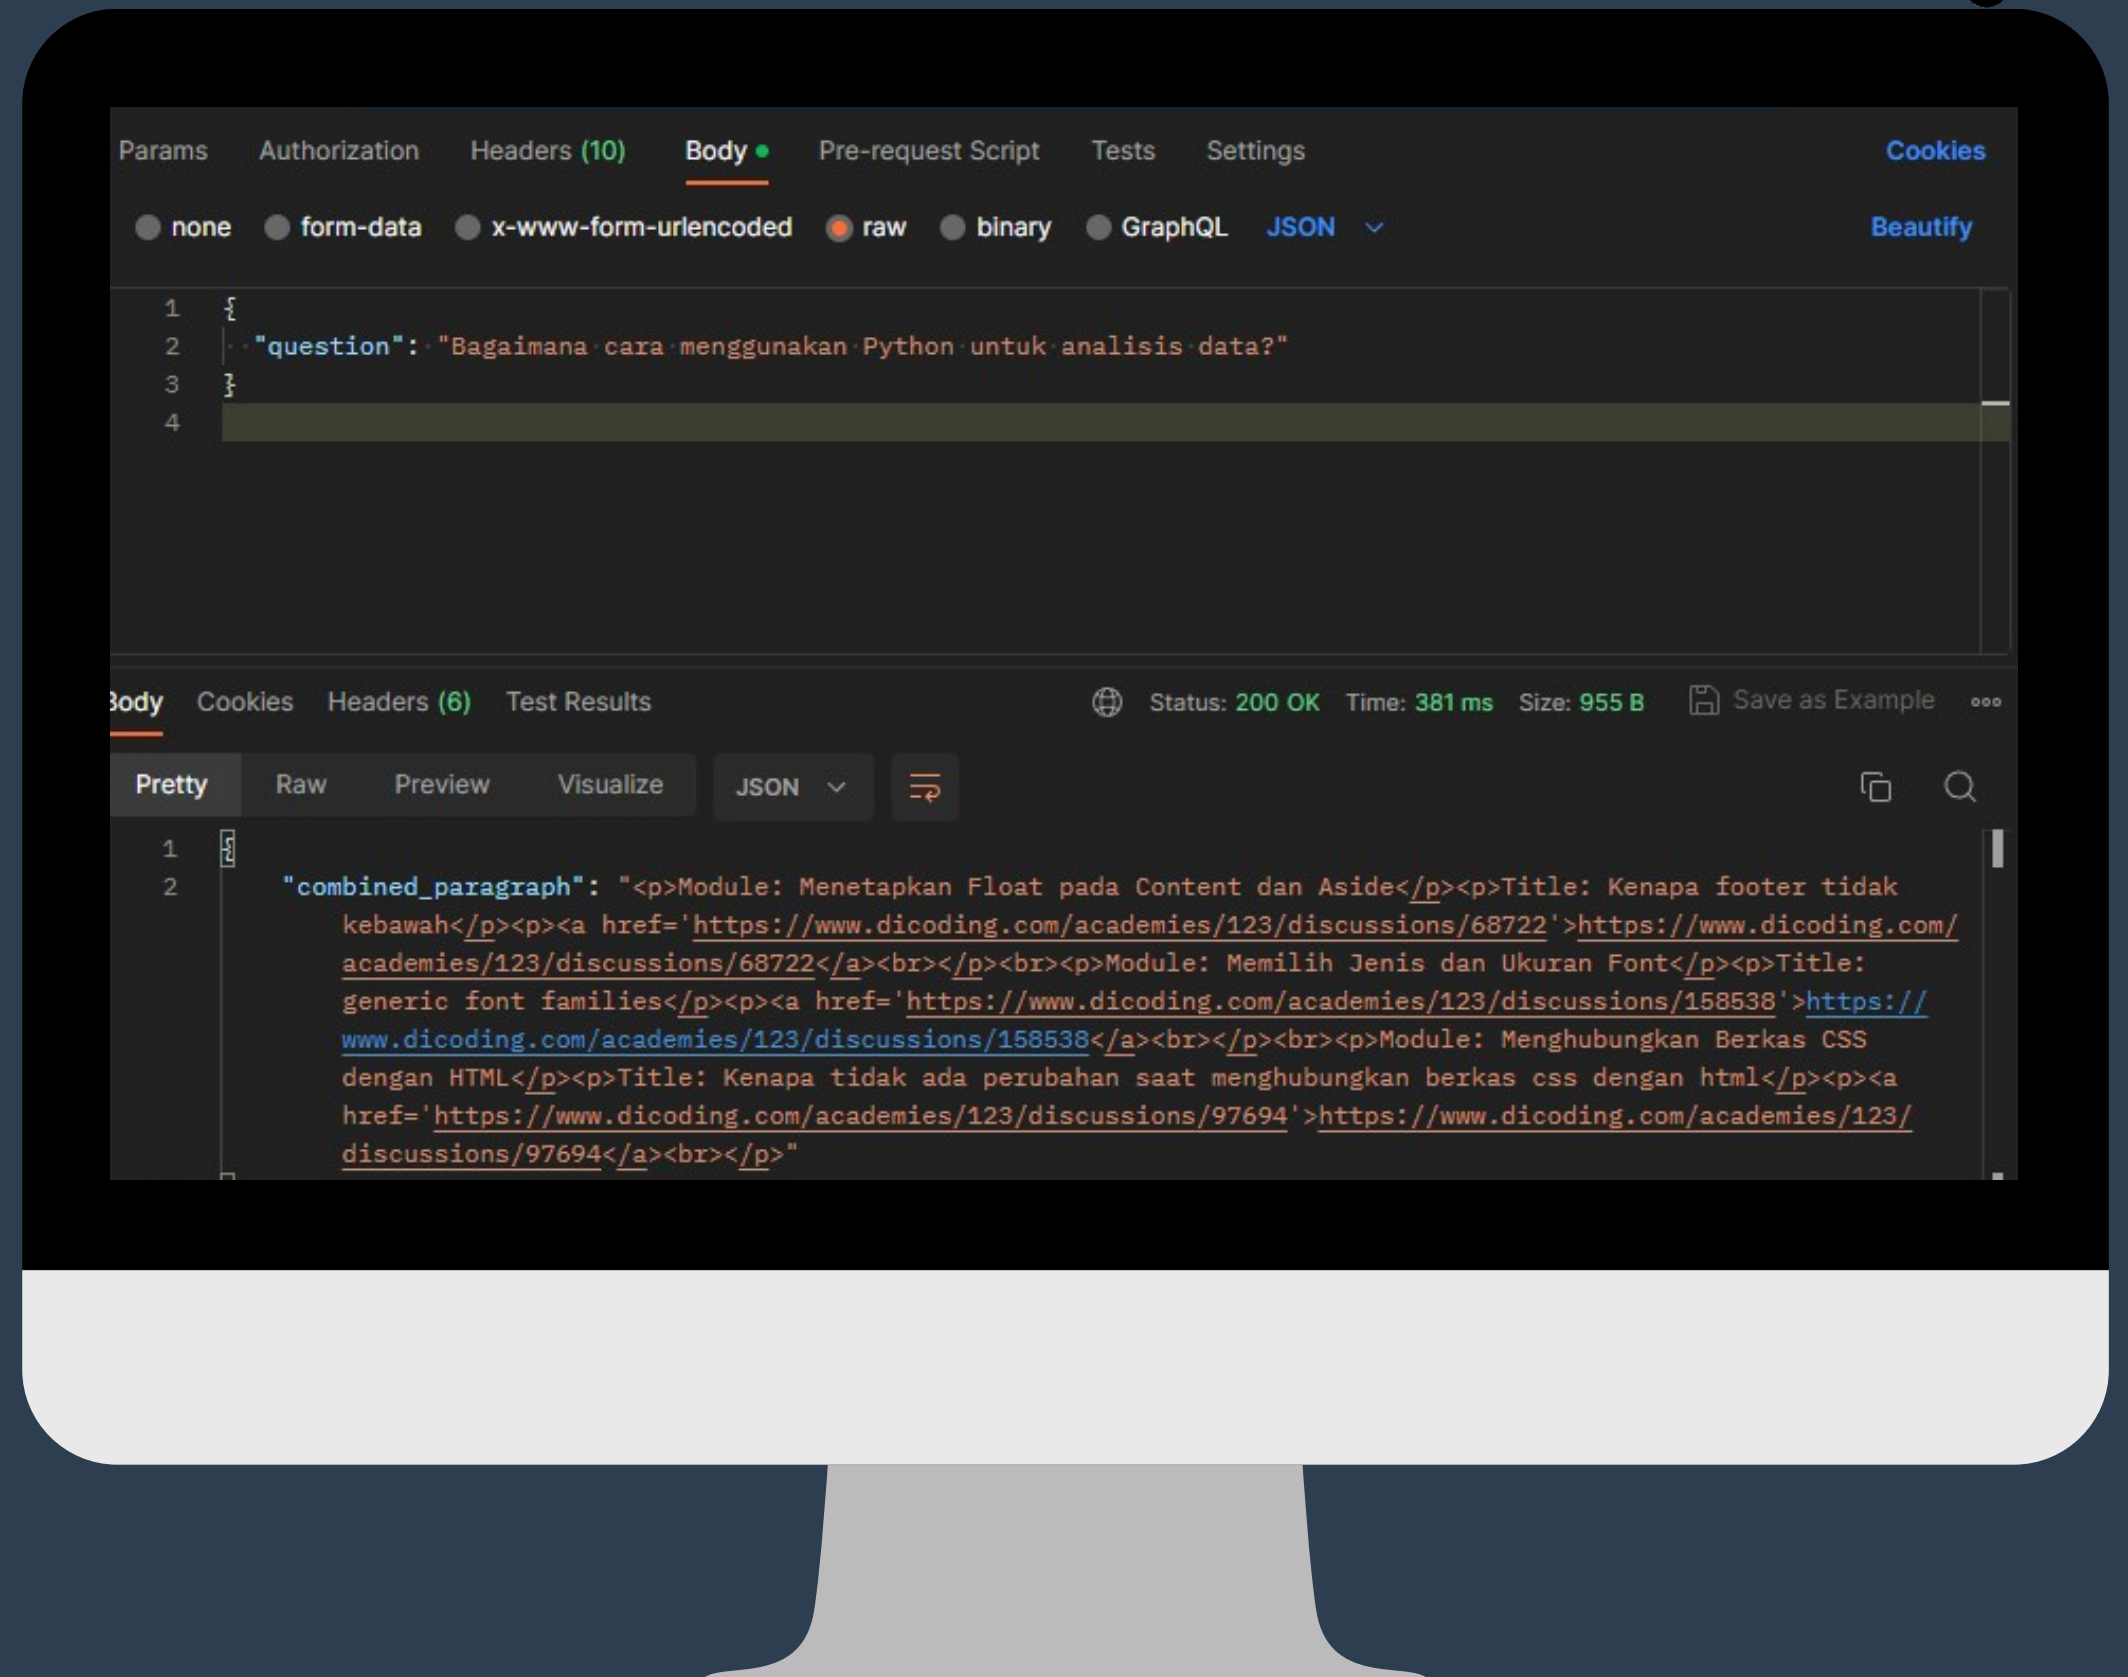 Params Authorization Headers (10) Body Pre-request Script Tests Settings Cookies
none form-data x-www-form-urlencoded raw binary GraphQL JSON Beautify
1 {
2 "question": "Bagaimana cara menggunakan Python untuk analisis data?"
3 }
4
Body Cookies Headers (6) Test Results Status: 200 OK Time: 381 ms Size: 955 B Save as Example
Pretty Raw Preview Visualize JSON
1 {
2 "combined_paragraph": "<p>Module: Menetapkan Float pada Content dan Aside</p><p>Title: Kenapa footer tidak
kebawah</p><p><a href='https://www.dicoding.com/academies/123/discussions/68722'>https://www.dicoding.com/
academies/123/discussions/68722</a><br></p><br><p>Module: Memilih Jenis dan Ukuran Font</p><p>Title:
generic font families</p><p><a href='https://www.dicoding.com/academies/123/discussions/158538'>https://
www.dicoding.com/academies/123/discussions/158538</a><br></p><br><p>Module: Menghubungkan Berkas CSS
dengan HTML</p><p>Title: Kenapa tidak ada perubahan saat menghubungkan berkas css dengan html</p><p><a
href='https://www.dicoding.com/academies/123/discussions/97694'>https://www.dicoding.com/academies/123/
discussions/97694</a><br></p>"